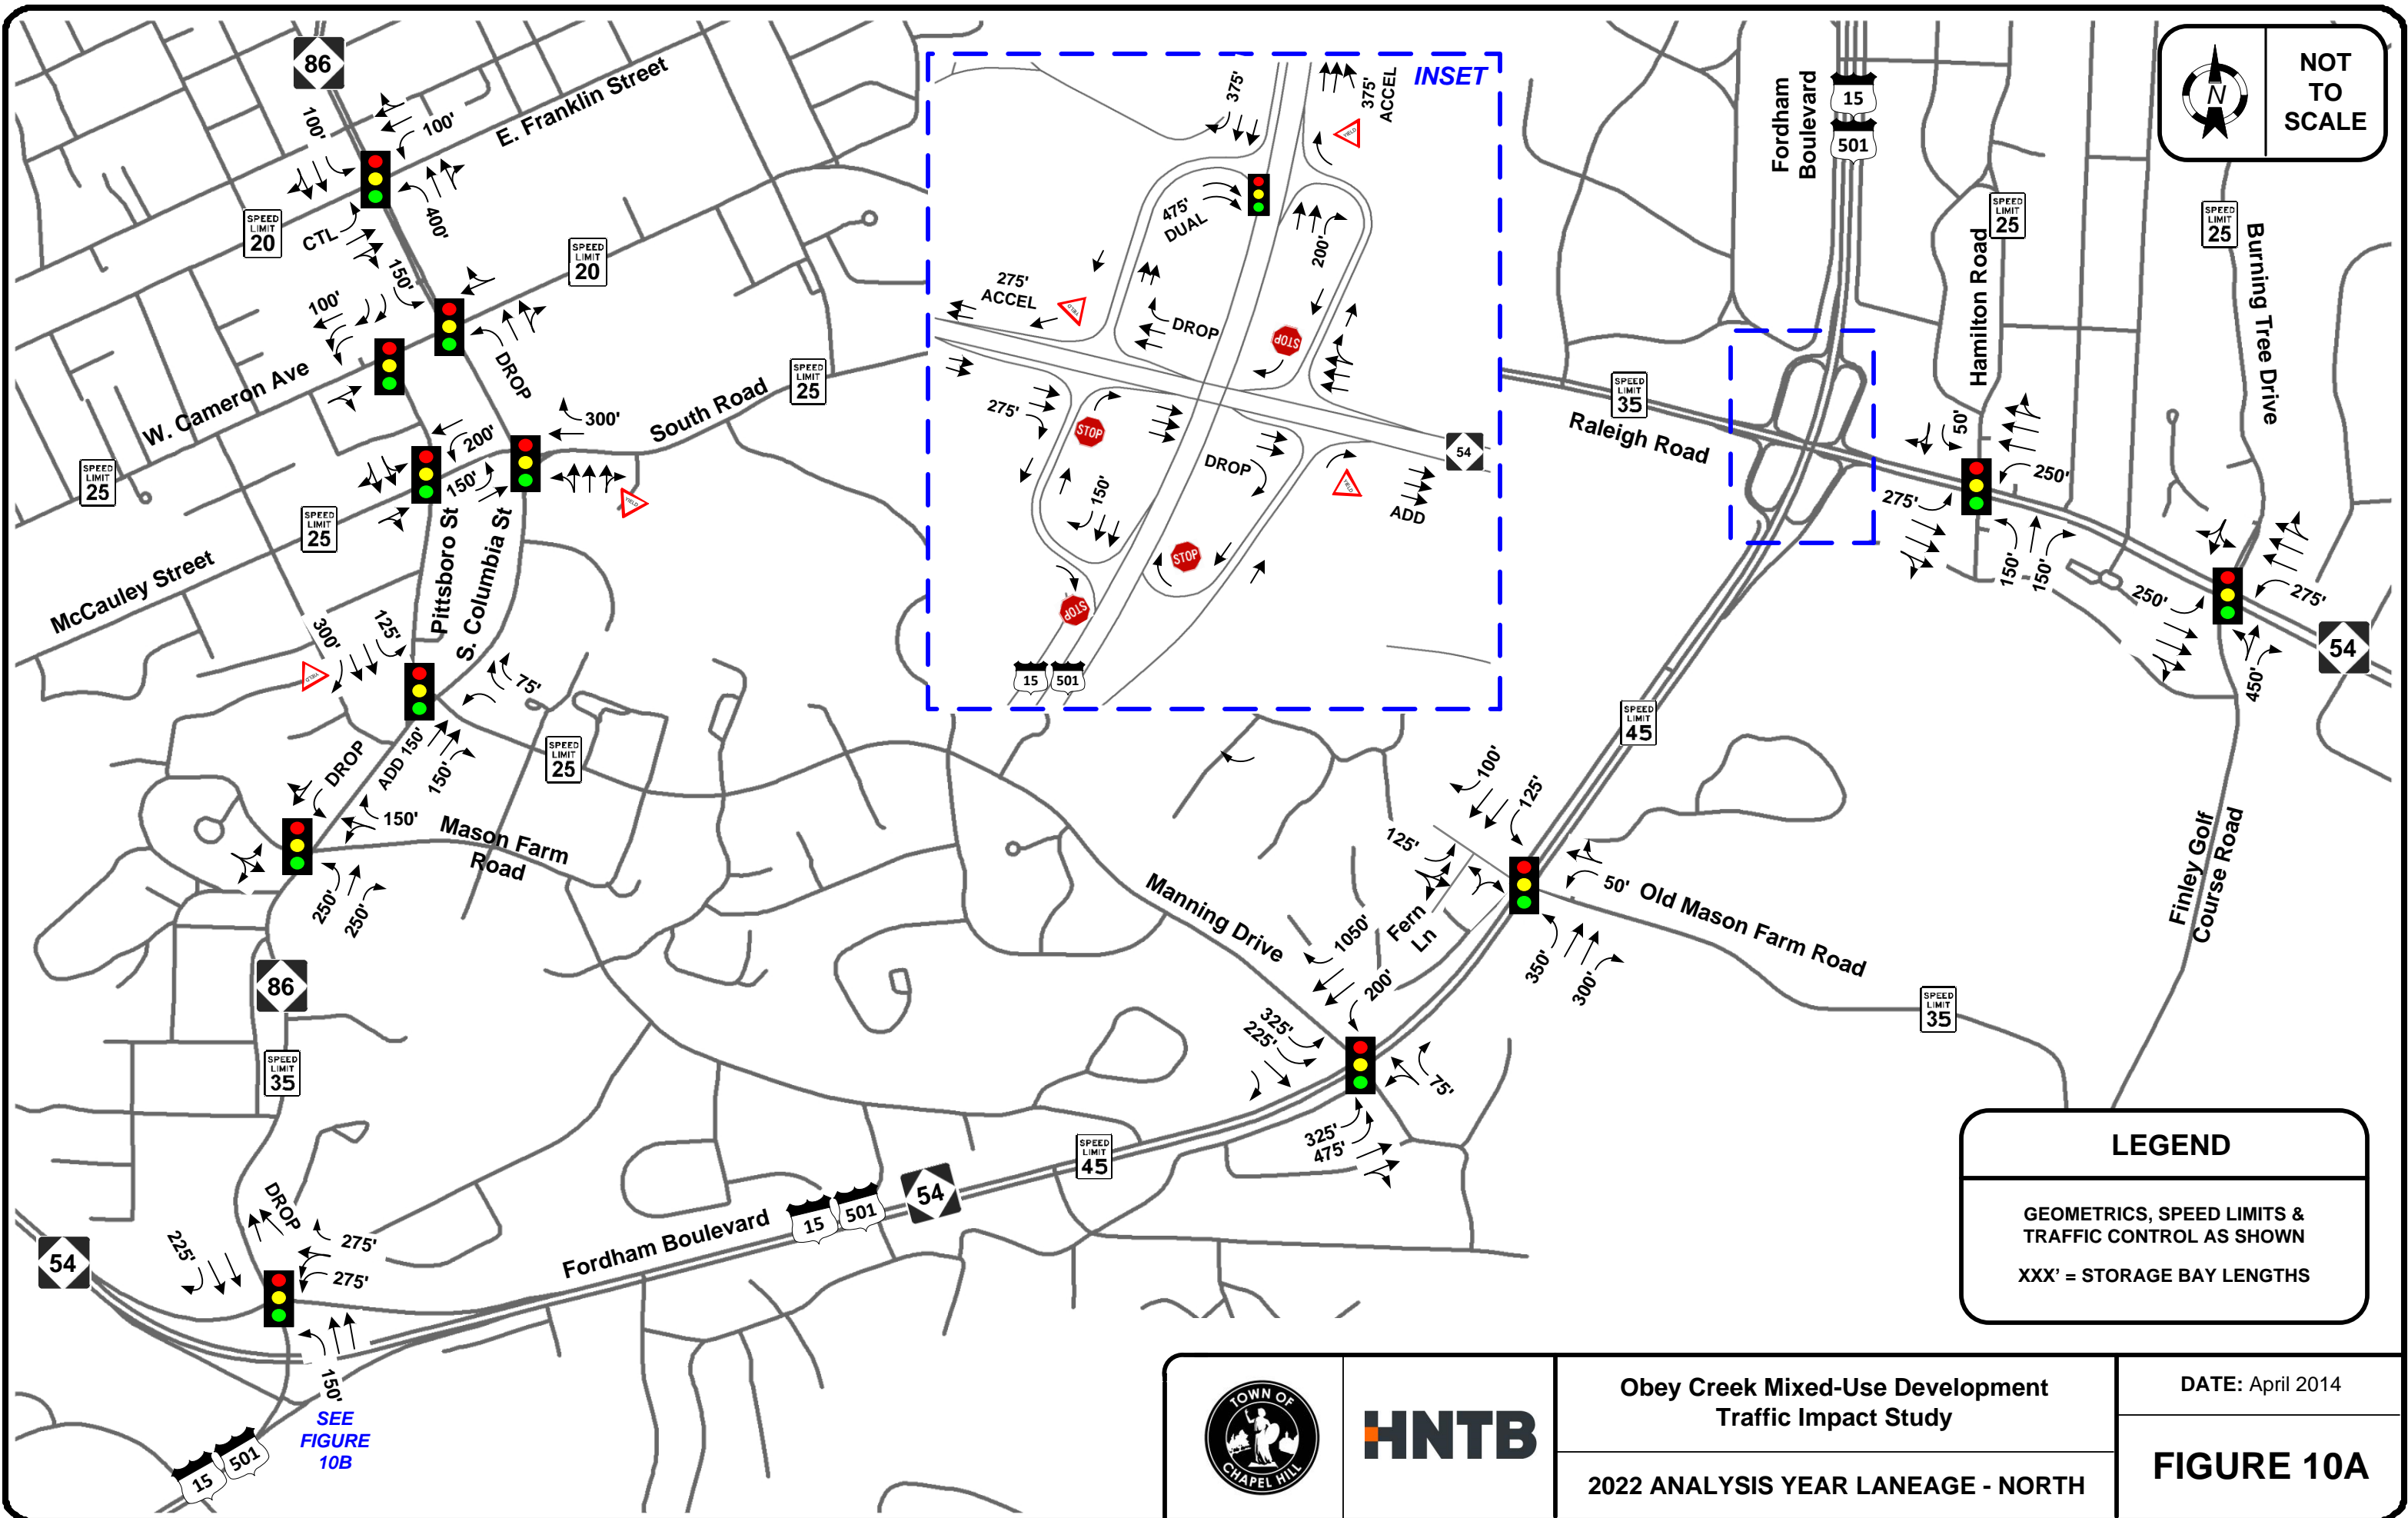 86
100'
100'
E. Franklin Street
400'
SPEED
LIMIT
20
CTL
150'
SPEED
LIMIT
20
100'
DROP
W. Cameron Ave
SPEED
LIMIT
25
South Road
300'
200'
150'
SPEED
LIMIT
25
SPEED
LIMIT
25
YIELD
McCauley Street
Pittsboro St
S. Columbia St
300'
125'
YIELD
75'
DROP
ADD 150'
150'
SPEED
LIMIT
25
150'
Mason Farm
Road
250'
250'
86
SPEED
LIMIT
35
DROP
225'
275'
275'
54
150'
SEE
FIGURE
10B
15
501
Fordham Boulevard
15
501
54
SPEED
LIMIT
45
INSET
375'
375'
ACCEL
YIELD
475'
DUAL
200'
275'
ACCEL
YIELD
DROP
STOP
275'
STOP
150'
DROP
YIELD
ADD
54
STOP
STOP
15
501
Fordham
Boulevard
15
501
SPEED
LIMIT
35
Raleigh Road
Hamilton Road
SPEED
LIMIT
25
SPEED
LIMIT
25
Burning Tree Drive
50'
250'
275'
150'
150'
250'
275'
450'
54
SPEED
LIMIT
45
100'
125'
125'
50'
Old Mason Farm Road
Fern
Ln
350'
300'
SPEED
LIMIT
35
Finley Golf
Course Road
Manning Drive
1050'
200'
325'
225'
75'
325'
475'
N
NOT
TO
SCALE
LEGEND
GEOMETRICS, SPEED LIMITS &
TRAFFIC CONTROL AS SHOWN
XXX' = STORAGE BAY LENGTHS
TOWN OF
CHAPEL HILL
HNTB
Obey Creek Mixed-Use Development
Traffic Impact Study
2022 ANALYSIS YEAR LANEAGE - NORTH
DATE: April 2014
FIGURE 10A